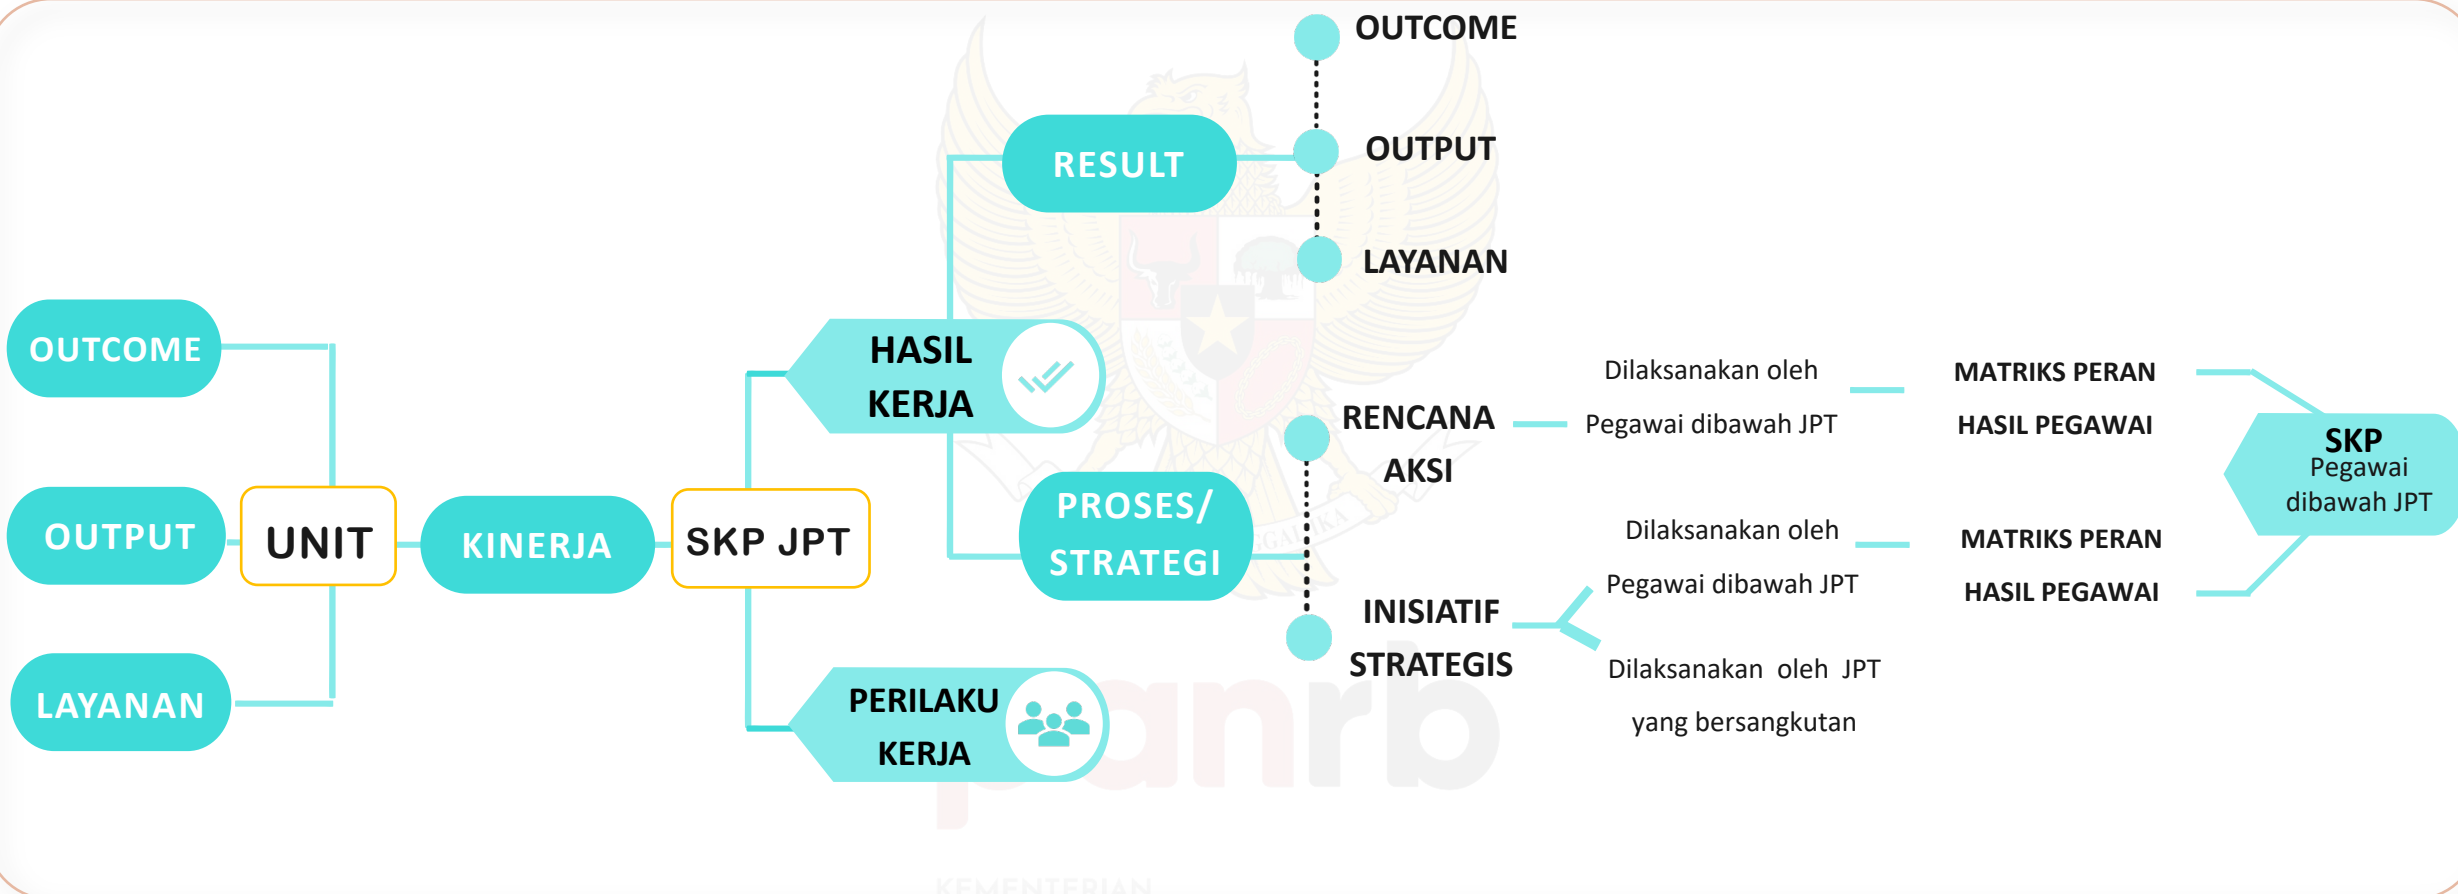 OUTCOME
OUTPUT
LAYANAN
UNIT
KINERJA
SKP JPT
HASIL
KERJA
PERILAKU
KERJA
RESULT
OUTCOME
OUTPUT
LAYANAN
PROSES/
STRATEGI
RENCANA
AKSI
INISIATIF
STRATEGIS
Dilaksanakan oleh
Pegawai dibawah JPT
MATRIKS PERAN
HASIL PEGAWAI
Dilaksanakan oleh
Pegawai dibawah JPT
MATRIKS PERAN
HASIL PEGAWAI
Dilaksanakan oleh JPT
yang bersangkutan
SKP
Pegawai
dibawah JPT
panrb
KEMENTERIAN